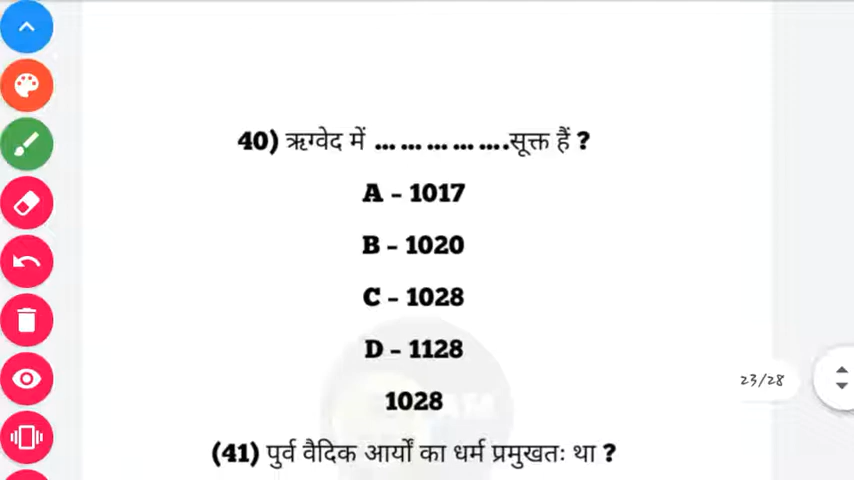 40) ऋग्वेद में ... ... ... ... ....सूक्त हैं ?
A - 1017
B - 1020
C - 1028
D - 1128
1028
(41) पुर्व वैदिक आर्यों का धर्म प्रमुखतः था ?
23/28